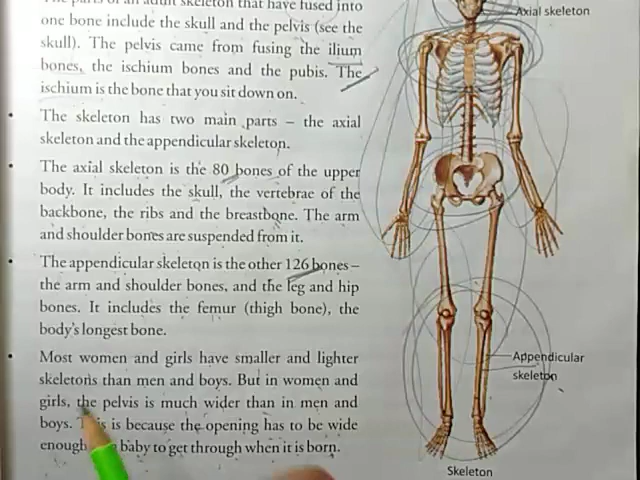 The parts of an adult skeleton that have fused into
one bone include the skull and the pelvis (see the
skull). The pelvis came from fusing the ilium
bones, the ischium bones and the pubis. The
ischium is the bone that you sit down on.
• The skeleton has two main parts – the axial
skeleton and the appendicular skeleton.
• The axial skeleton is the 80 bones of the upper
body. It includes the skull, the vertebrae of the
backbone, the ribs and the breastbone. The arm
and shoulder bones are suspended from it.
• The appendicular skeleton is the other 126 bones –
the arm and shoulder bones, and the leg and hip
bones. It includes the femur (thigh bone), the
body's longest bone.
• Most women and girls have smaller and lighter
skeletons than men and boys. But in women and
girls, the pelvis is much wider than in men and
boys. This is because the opening has to be wide
enough baby to get through when it is born.
Axial skeleton
Appendicular
skeleton
Skeleton